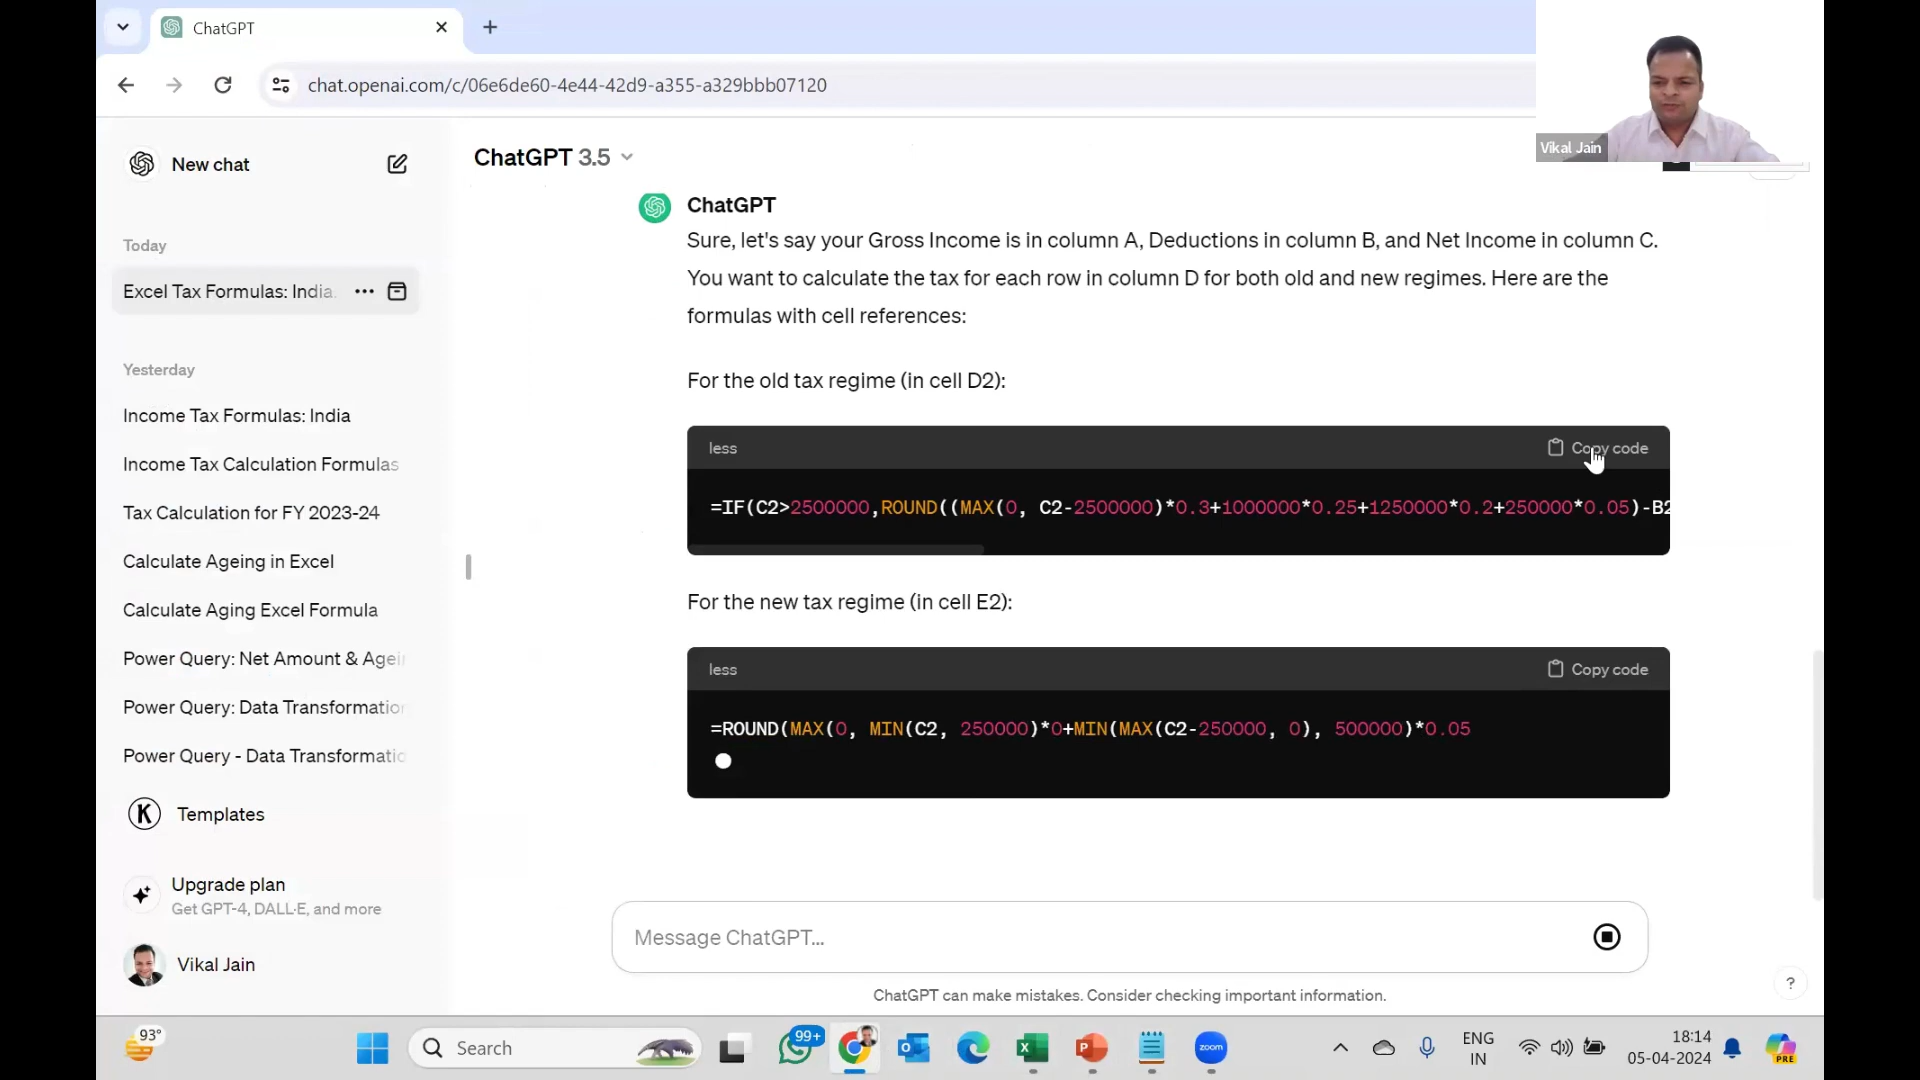 ChatGPT
chat.openai.com/c/06e6de60-4e44-42d9-a355-a329bbb07120
Vikal Jain
New chat
ChatGPT 3.5
Today
Excel Tax Formulas: India
Yesterday
Income Tax Formulas: India
Income Tax Calculation Formulas
Tax Calculation for FY 2023-24
Calculate Ageing in Excel
Calculate Aging Excel Formula
Power Query: Net Amount & Agein
Power Query: Data Transformation
Power Query - Data Transformatio
K Templates
Upgrade plan
Get GPT-4, DALL·E, and more
Vikal Jain
ChatGPT
Sure, let's say your Gross Income is in column A, Deductions in column B, and Net Income in column C.
You want to calculate the tax for each row in column D for both old and new regimes. Here are the
formulas with cell references:
For the old tax regime (in cell D2):
less Copy code
=IF(C2>2500000,ROUND((MAX(0, C2-2500000)*0.3+1000000*0.25+1250000*0.2+250000*0.05)-B2
For the new tax regime (in cell E2):
less Copy code
=ROUND(MAX(0, MIN(C2, 250000)*0+MIN(MAX(C2-250000, 0), 500000)*0.05
Message ChatGPT...
ChatGPT can make mistakes. Consider checking important information.
?
93°
Search
99+
zoom
ENG
IN
18:14
05-04-2024
PRE